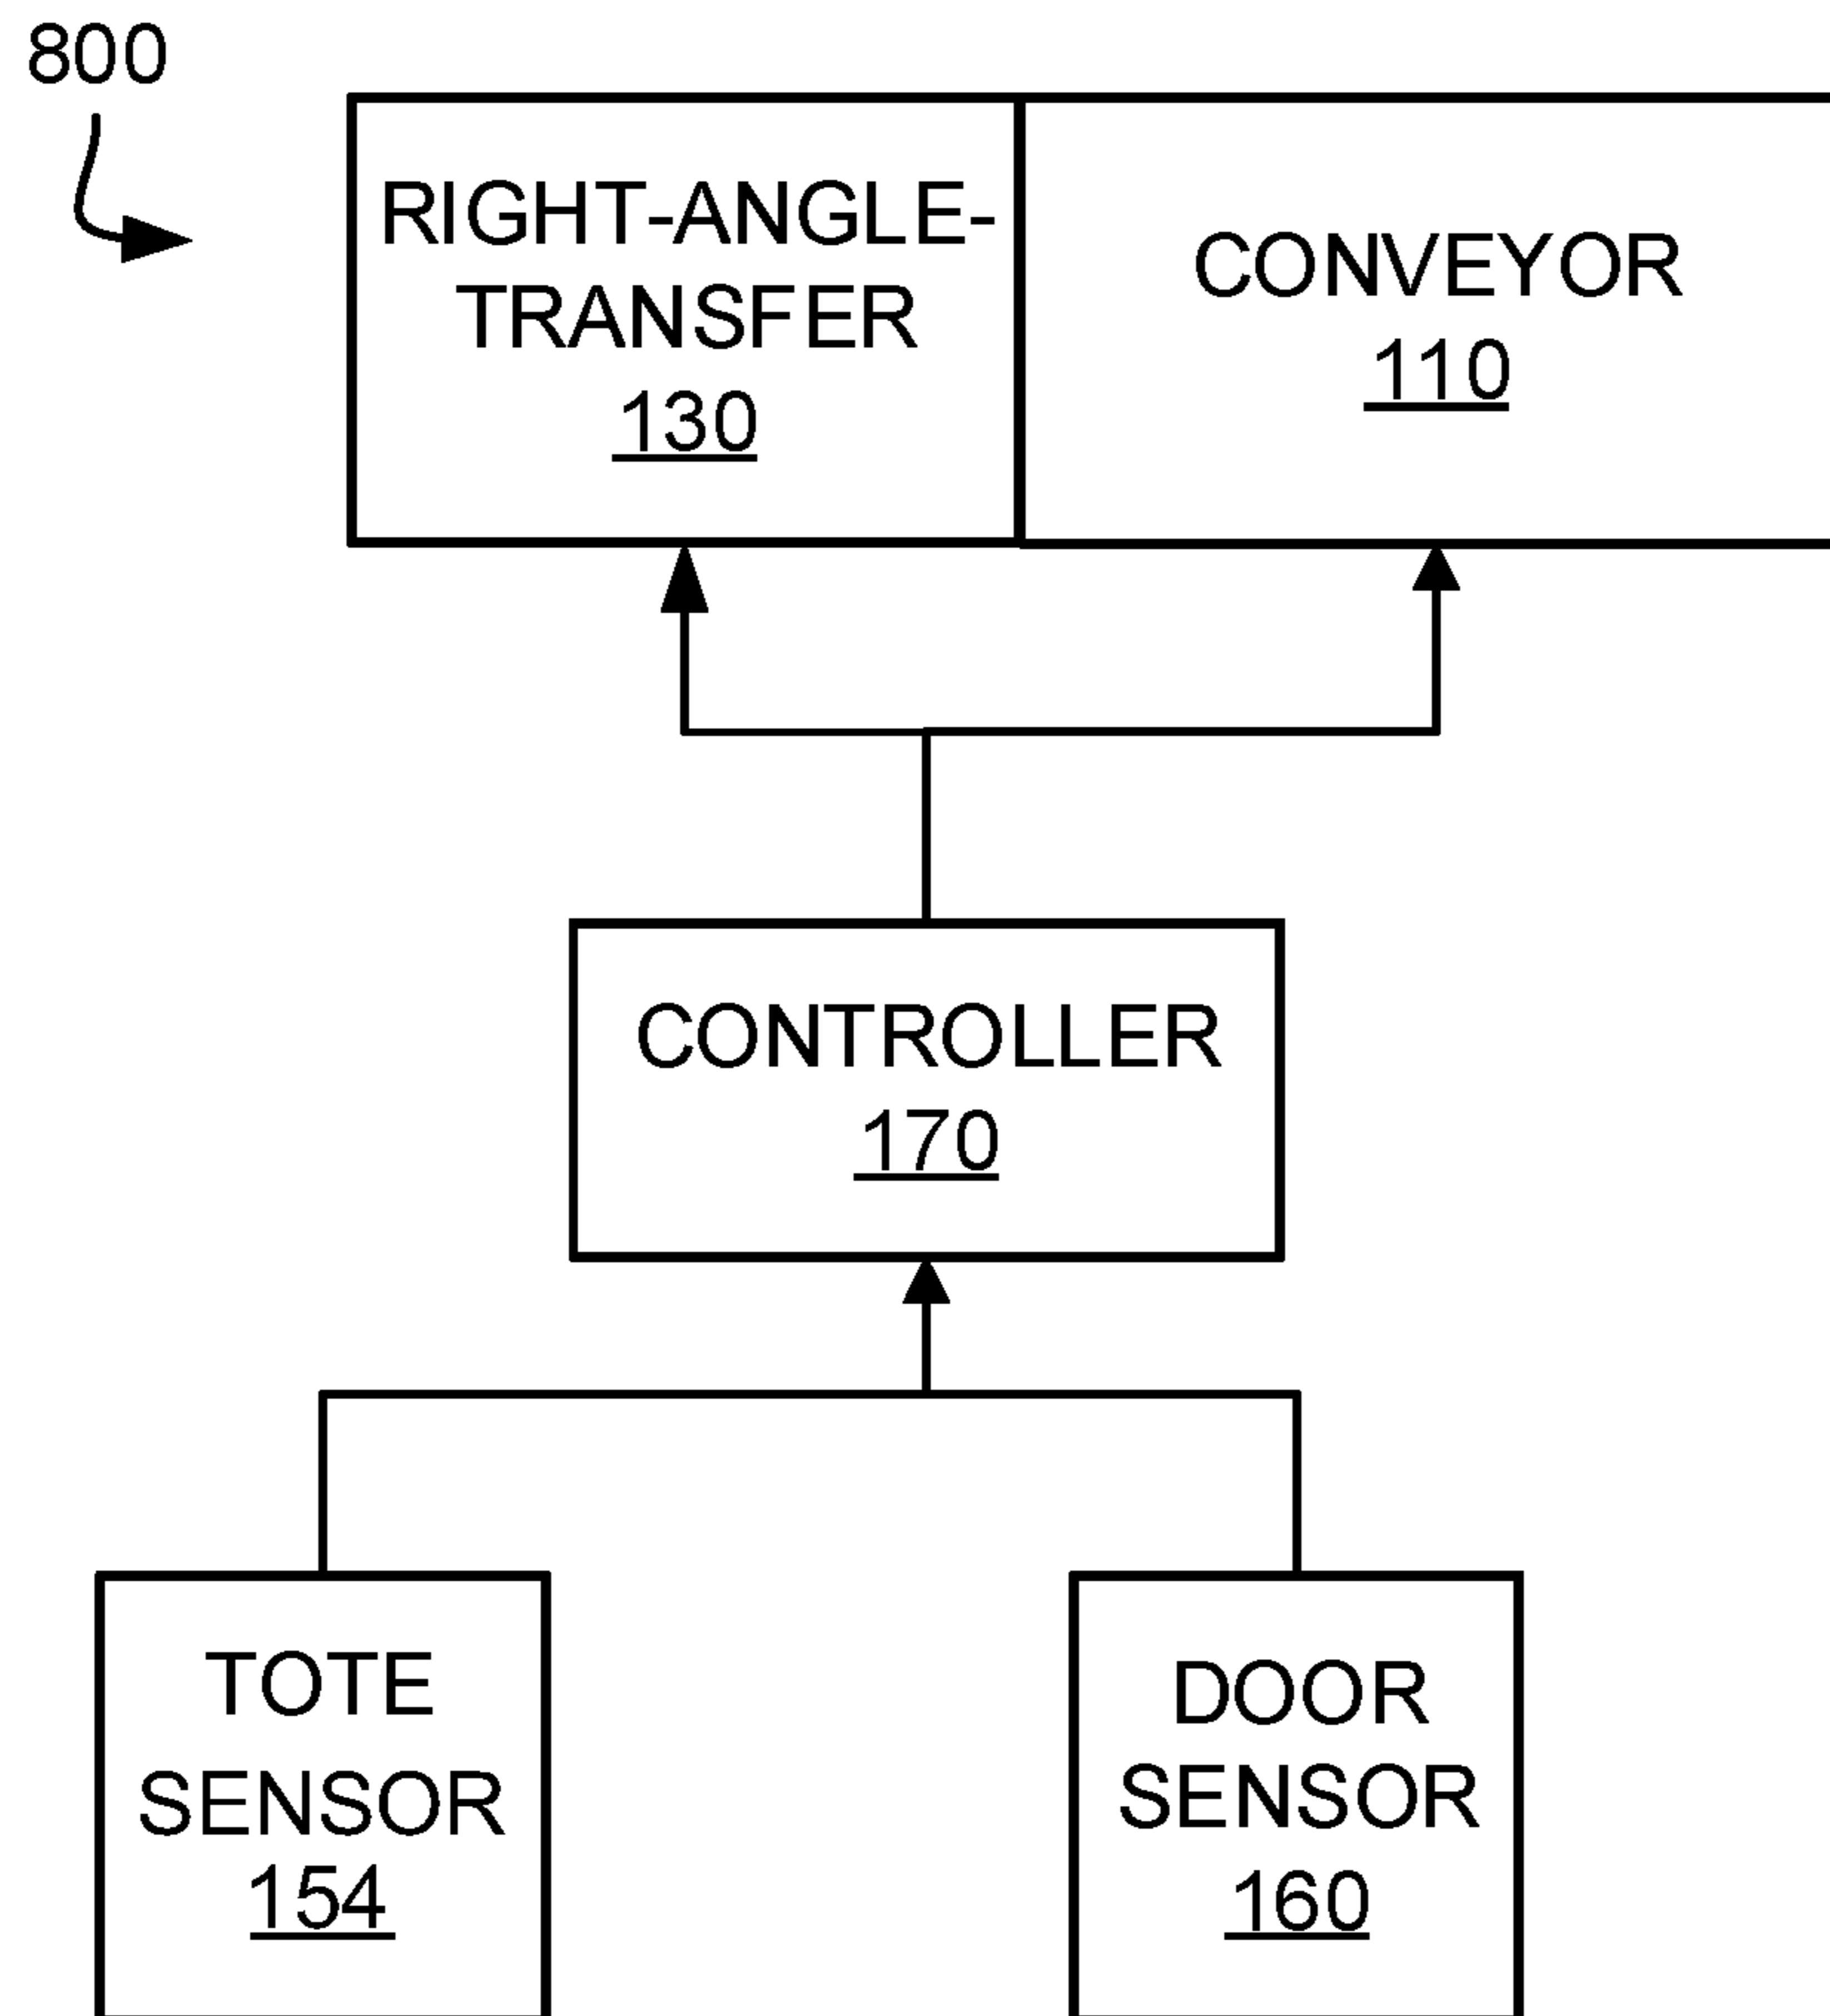 800
RIGHT-ANGLE-
TRANSFER
130
CONVEYOR
110
CONTROLLER
170
TOTE
SENSOR
154
DOOR
SENSOR
160